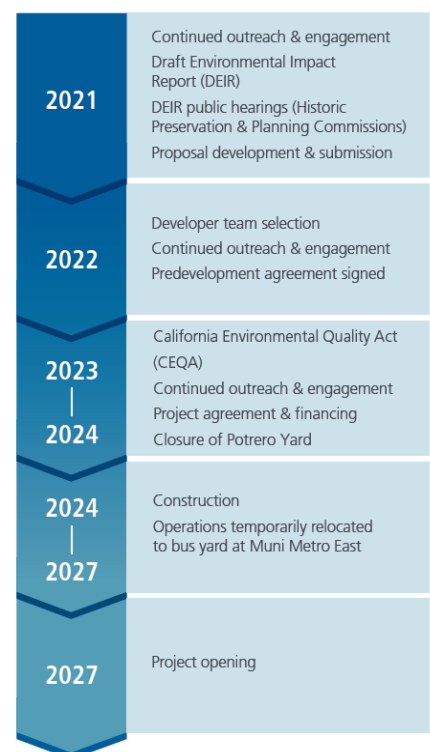 2021
Continued outreach & engagement
Draft Environmental Impact
Report (DEIR)
DEIR public hearings (Historic
Preservation & Planning Commissions)
Proposal development & submission
2022
Developer team selection
Continued outreach & engagement
Predevelopment agreement signed
2023
2024
California Environmental Quality Act
(CEQA)
Continued outreach & engagement
Project agreement & financing
Closure of Potrero Yard
2024
2027
Construction
Operations temporarily relocated
to bus yard at Muni Metro East
2027
Project opening